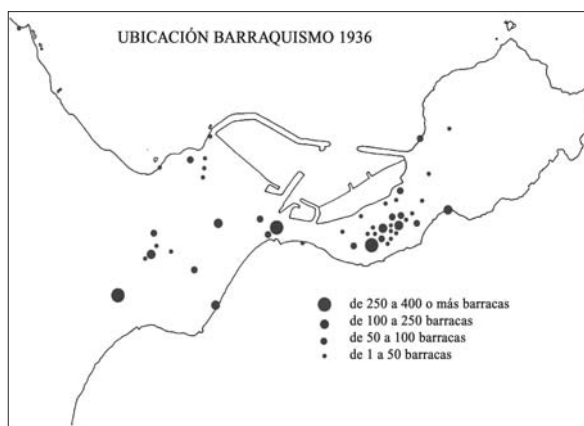 UBICACIÓN BARRAQUISMO 1936
de 250 a 400 o más barracas
de 100 a 250 barracas
de 50 a 100 barracas
de 1 a 50 barracas